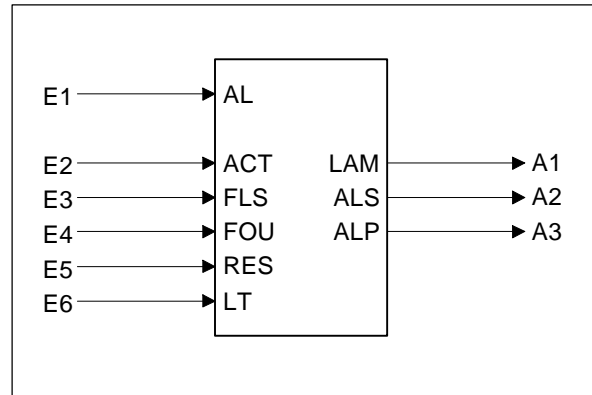 E1 AL
E2 ACT LAM A1
E3 FLS ALS A2
E4 FOU ALP A3
E5 RES
E6 LT